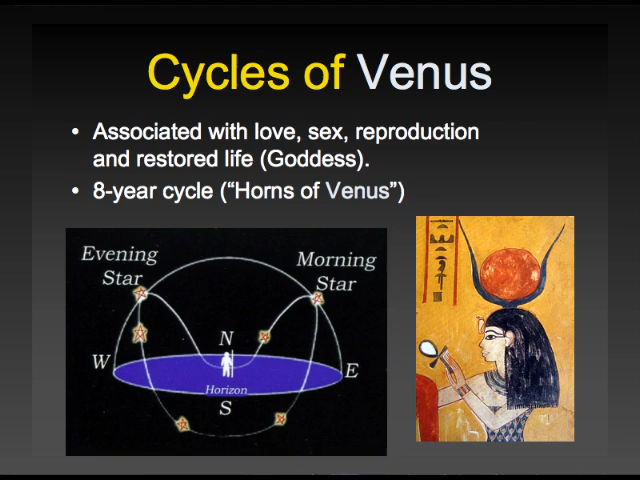 Cycles of Venus
• Associated with love, sex, reproduction
and restored life (Goddess).
• 8-year cycle (“Horns of Venus”)
Evening
Star
Morning
Star
N
W
E
Horizon
S